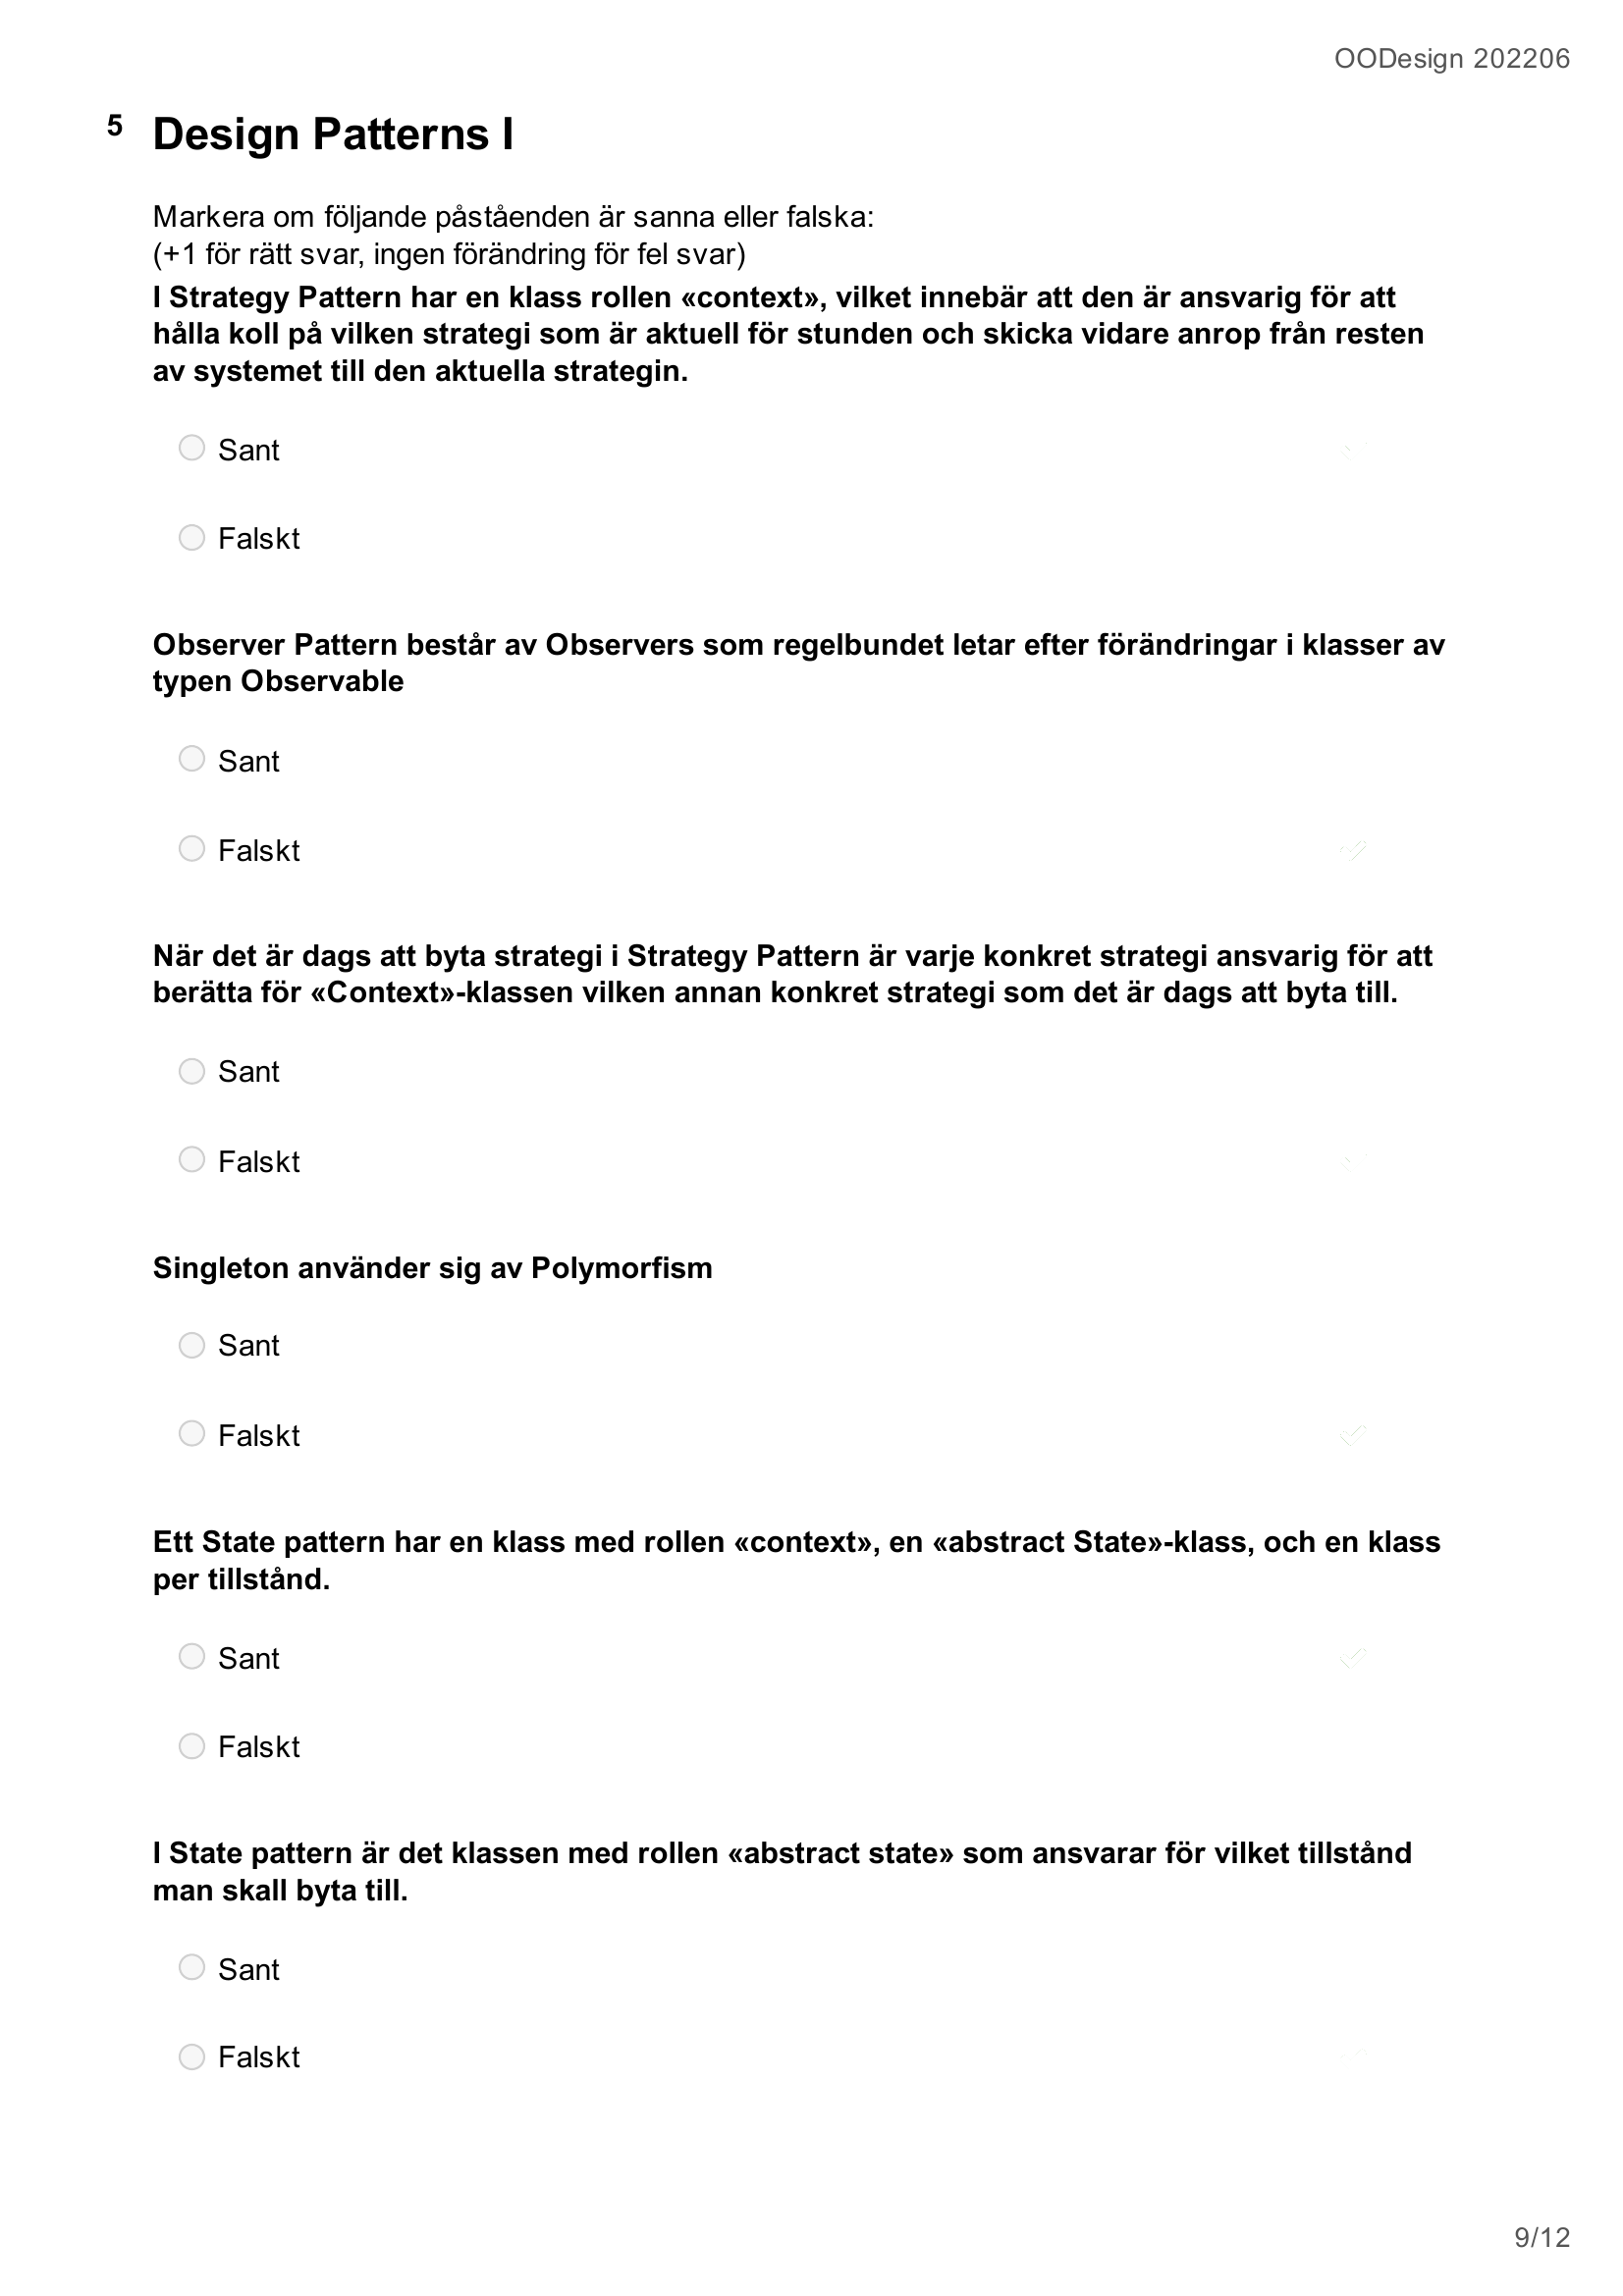 OODesign 202206
5 Design Patterns I
Markera om följande påståenden är sanna eller falska:
(+1 för rätt svar, ingen förändring för fel svar)
I Strategy Pattern har en klass rollen «context», vilket innebär att den är ansvarig för att
hålla koll på vilken strategi som är aktuell för stunden och skicka vidare anrop från resten
av systemet till den aktuella strategin.
Sant
Falskt
Observer Pattern består av Observers som regelbundet letar efter förändringar i klasser av
typen Observable
Sant
Falskt
När det är dags att byta strategi i Strategy Pattern är varje konkret strategi ansvarig för att
berätta för «Context»-klassen vilken annan konkret strategi som det är dags att byta till.
Sant
Falskt
Singleton använder sig av Polymorfism
Sant
Falskt
Ett State pattern har en klass med rollen «context», en «abstract State»-klass, och en klass
per tillstånd.
Sant
Falskt
I State pattern är det klassen med rollen «abstract state» som ansvarar för vilket tillstånd
man skall byta till.
Sant
Falskt
9/12